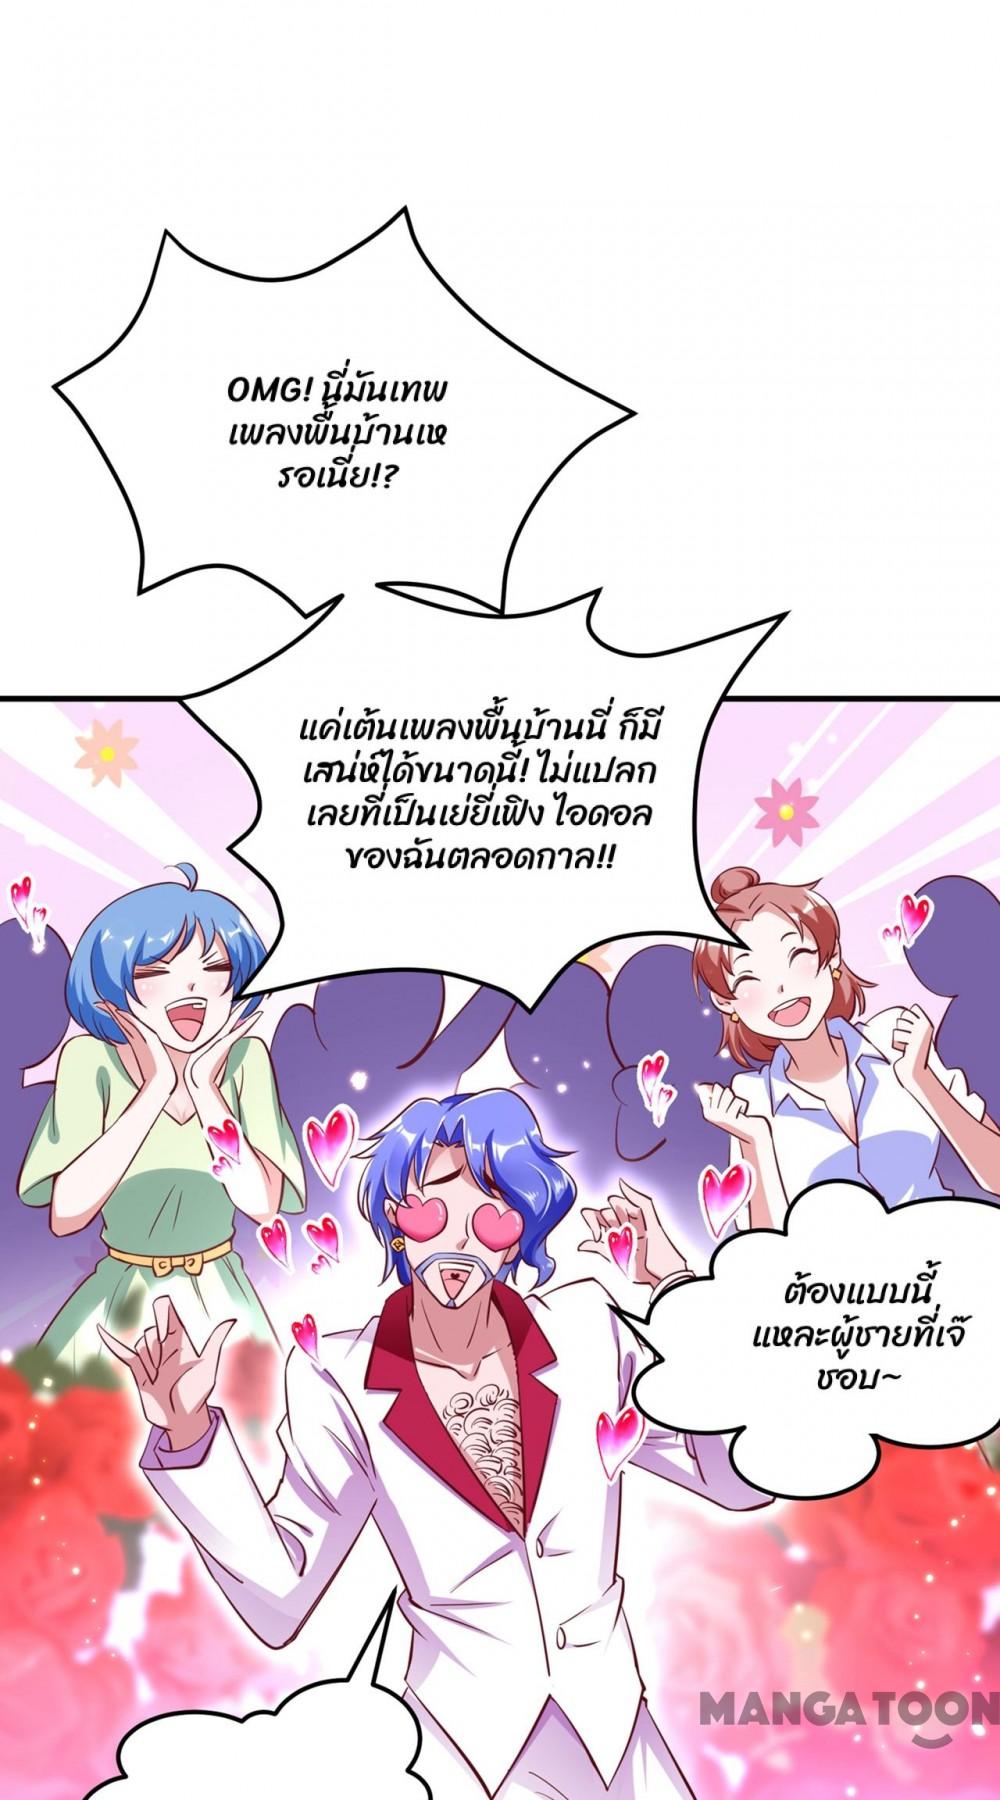 OMG! นี่มันเทพ
เพลงพื้นบ้านเห
รอเนี่ย!?
แค่เต้นเพลงพื้นบ้านนี่ ก็มี
เสน่ห์ได้ขนาดนี้! ไม่แปลก
เลยที่เป็นเย่ยี่เฟิง ไอดอล
ของฉันตลอดกาล!!
ต้องแบบนี้
แหละผู้ชายที่เจ๊
ชอบ~
MANGATOON